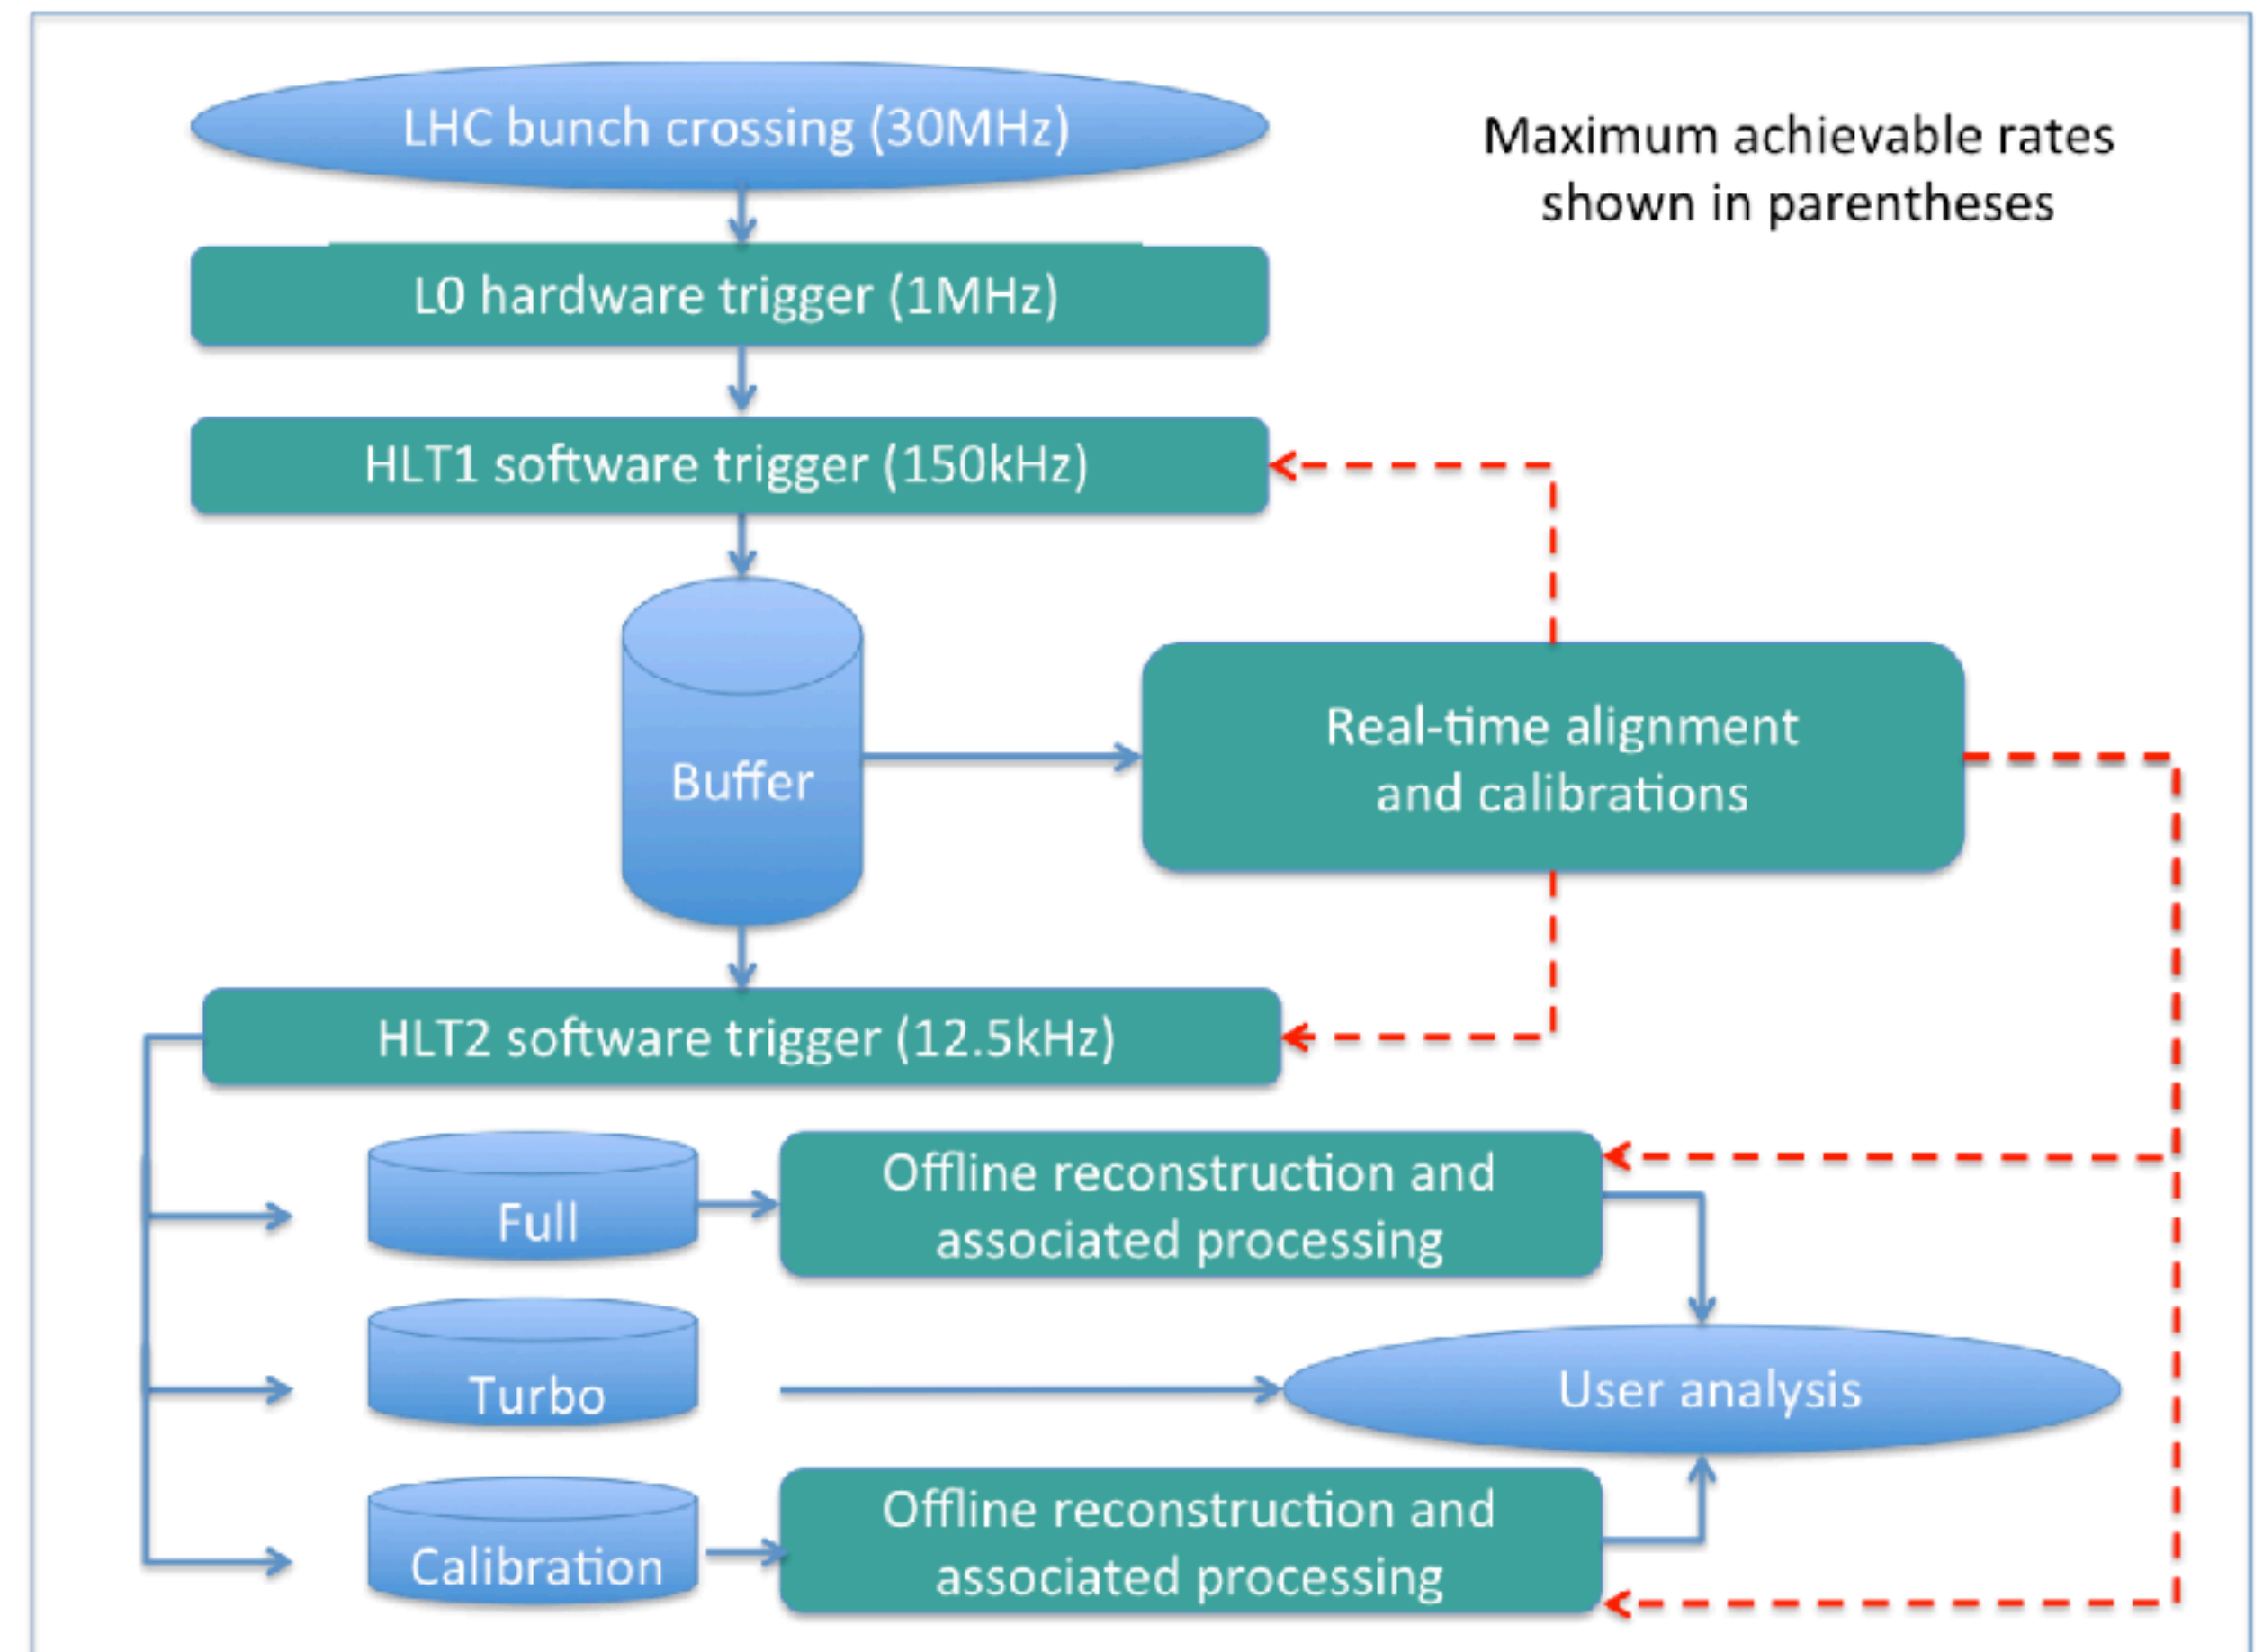 LHC bunch crossing (30MHz)
Maximum achievable rates
shown in parentheses
L0 hardware trigger (1MHz)
HLT1 software trigger (150kHz)
Buffer
Real-time alignment
and calibrations
HLT2 software trigger (12.5kHz)
Full
Offline reconstruction and
associated processing
Turbo
User analysis
Calibration
Offline reconstruction and
associated processing